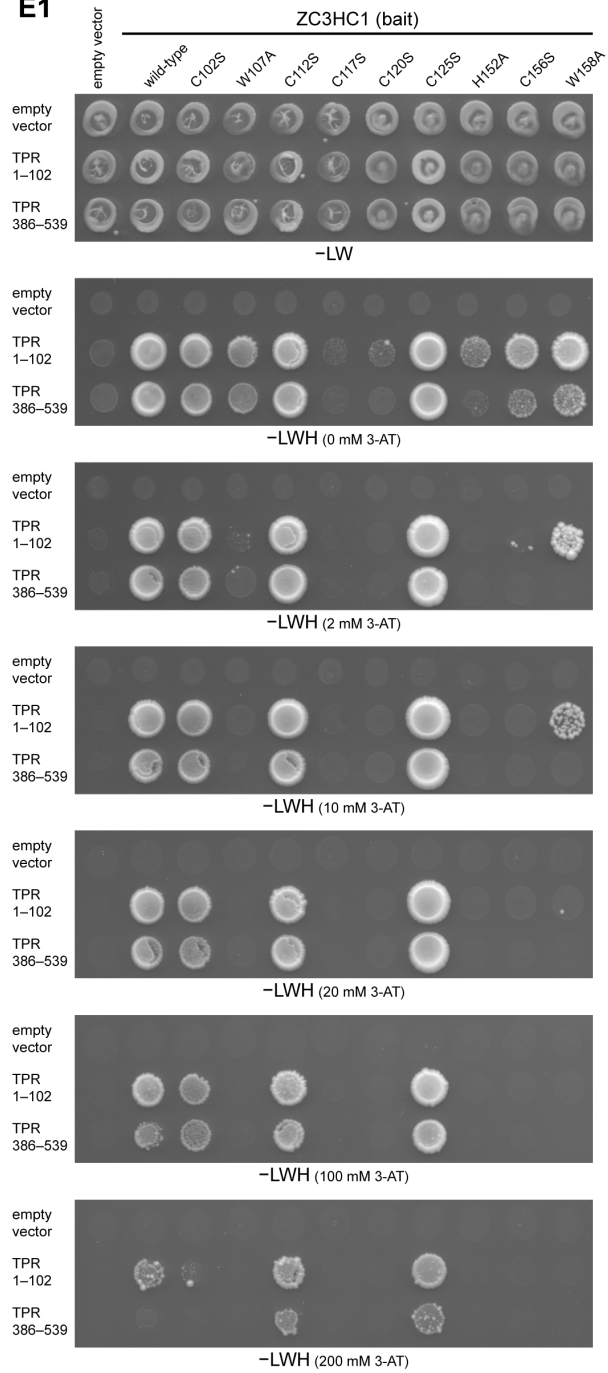 E1
ZC3HC1 (bait)
empty vector
wild-type
C102S
W107A
C112S
C117S
C120S
C125S
H152A
C156S
W158A
empty
vector
TPR
1–102
TPR
386–539
−LW
empty
vector
TPR
1–102
TPR
386–539
−LWH (0 mM 3-AT)
empty
vector
TPR
1–102
TPR
386–539
−LWH (2 mM 3-AT)
empty
vector
TPR
1–102
TPR
386–539
−LWH (10 mM 3-AT)
empty
vector
TPR
1–102
TPR
386–539
−LWH (20 mM 3-AT)
empty
vector
TPR
1–102
TPR
386–539
−LWH (100 mM 3-AT)
empty
vector
TPR
1–102
TPR
386–539
−LWH (200 mM 3-AT)